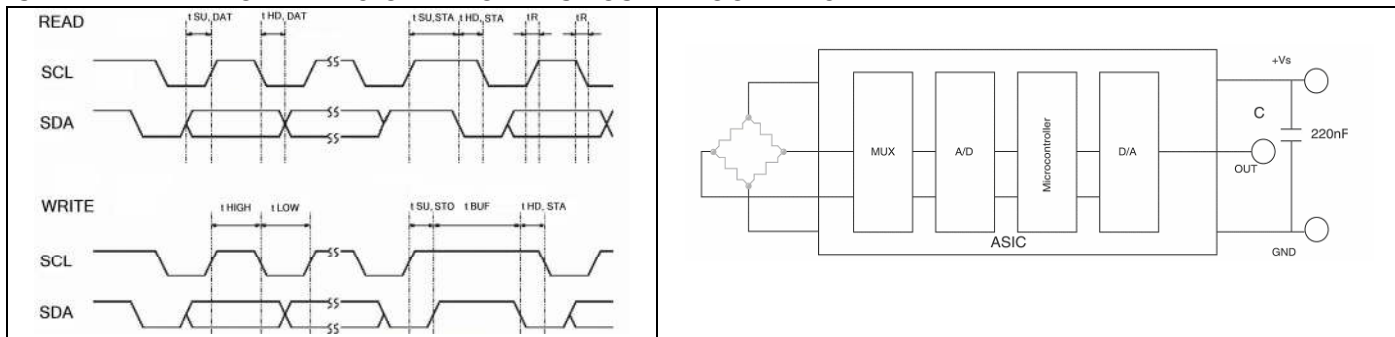 READ
t SU, DAT t HD, DAT t SU,STA t HD, STA tR tR
SCL
SDA
WRITE
t HIGH t LOW t SU, STO t BUF t HD, STA
SCL
SDA
MUX
A/D
Microcontroller
D/A
ASIC
+Vs
C
220nF
OUT
GND